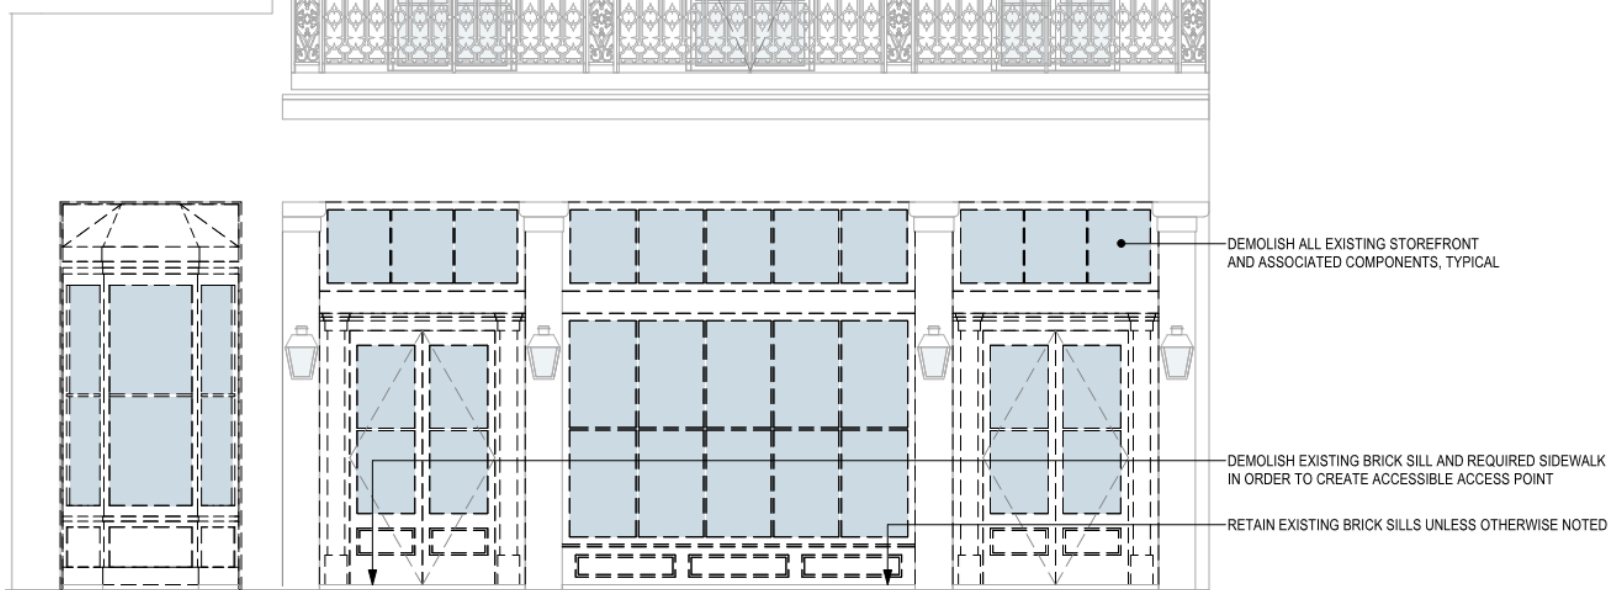 DEMOLISH ALL EXISTING STOREFRONT
AND ASSOCIATED COMPONENTS, TYPICAL
DEMOLISH EXISTING BRICK SILL AND REQUIRED SIDEWALK
IN ORDER TO CREATE ACCESSIBLE ACCESS POINT
RETAIN EXISTING BRICK SILLS UNLESS OTHERWISE NOTED